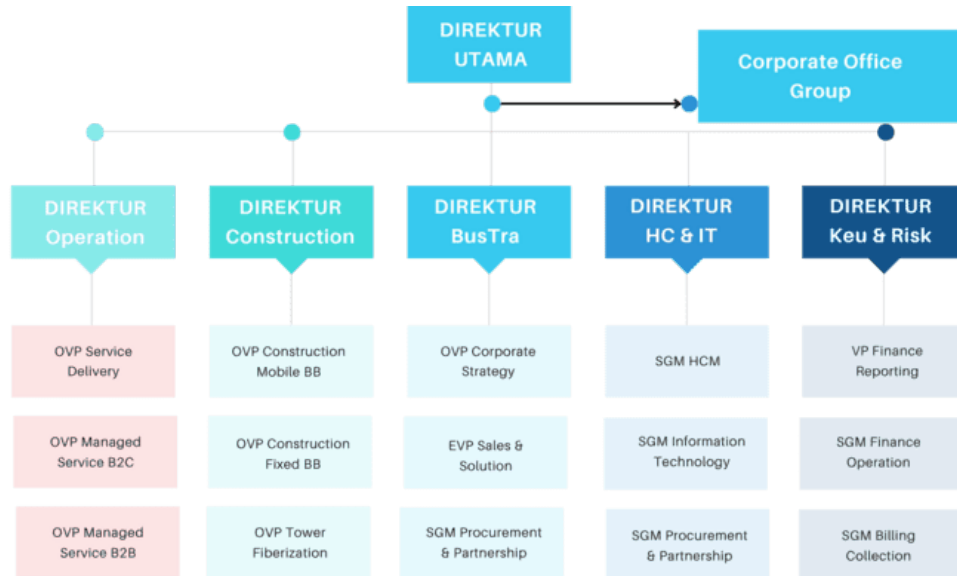 DIREKTUR
UTAMA
Corporate Office
Group
DIREKTUR
Operation
DIREKTUR
Construction
DIREKTUR
BusTra
DIREKTUR
HC & IT
DIREKTUR
Keu & Risk
OVP Service
Delivery
OVP Construction
Mobile BB
OVP Corporate
Strategy
SGM HCM
VP Finance
Reporting
OVP Managed
Service B2C
OVP Construction
Fixed BB
EVP Sales &
Solution
SGM Information
Technology
SGM Finance
Operation
OVP Managed
Service B2B
OVP Tower
Fiberization
SGM Procurement
& Partnership
SGM Procurement
& Partnership
SGM Billing
Collection